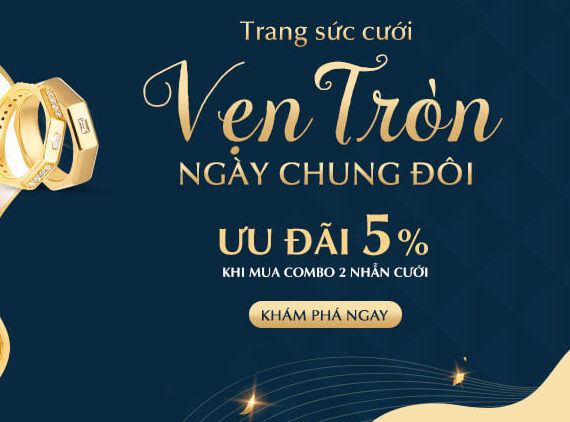 Trang sức cưới
Vẹn Tròn
NGÀY CHUNG ĐÔI
ƯU ĐÃI 5%
KHI MUA COMBO 2 NHẪN CƯỚI
KHÁM PHÁ NGAY